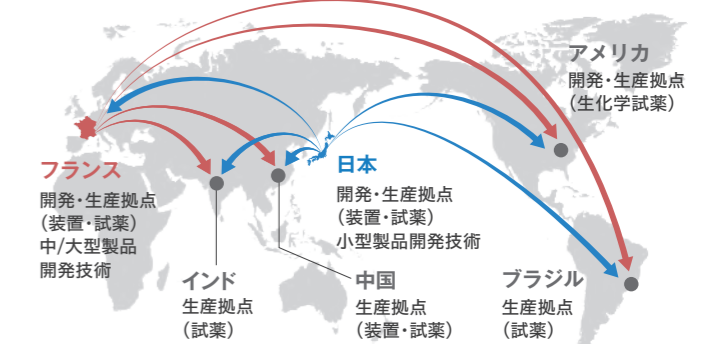 アメリカ
開発・生産拠点
（生化学試薬）
フランス
開発・生産拠点
（装置・試薬）
中/大型製品
開発技術
日本
開発・生産拠点
（装置・試薬）
小型製品開発技術
インド
生産拠点
（試薬）
中国
生産拠点
（装置・試薬）
ブラジル
生産拠点
（試薬）